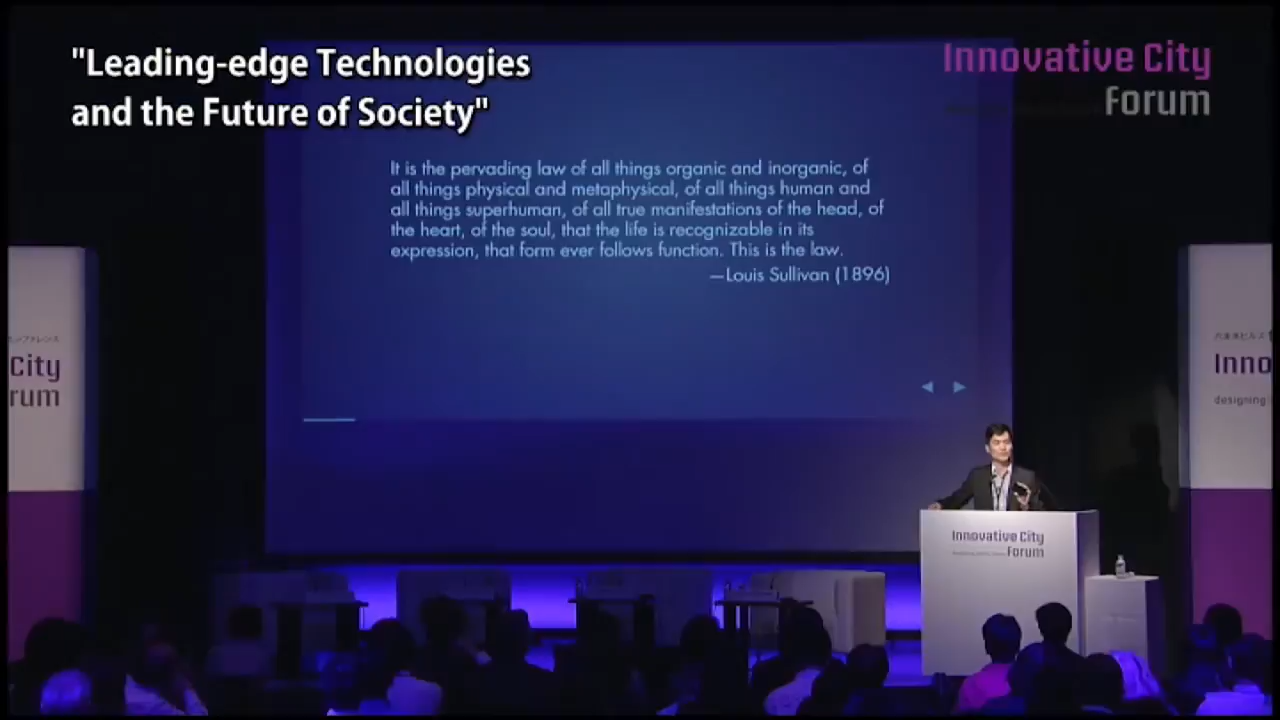 "Leading-edge Technologies
and the Future of Society"
Innovative City
Forum
It is the pervading law of all things organic and inorganic, of
all things physical and metaphysical, of all things human and
all things superhuman, of all true manifestations of the head, of
the heart, of the soul, that the life is recognizable in its
expression, that form ever follows function. This is the law.
—Louis Sullivan (1896)
City
rum
Inno
designing
Innovative City
Forum